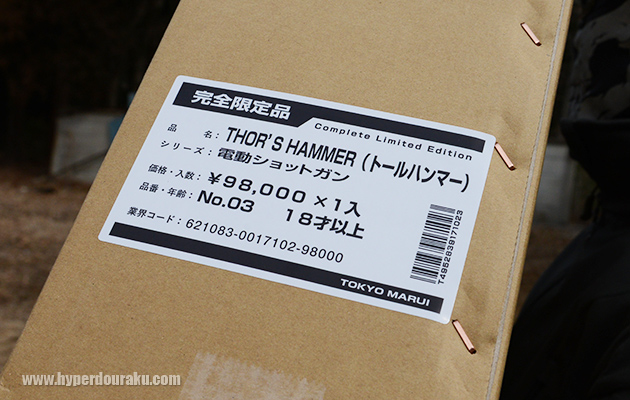 完全限定品
Complete Limited Edition
品　名： THOR'S HAMMER（トールハンマー）
シリーズ：電動ショットガン
価格・入数：￥98,000 ×1入
品番・年齢：No.03　18才以上
業界コード：621083-0017102-98000
T4952839171023
TOKYO MARUI
www.hyperdouraku.com